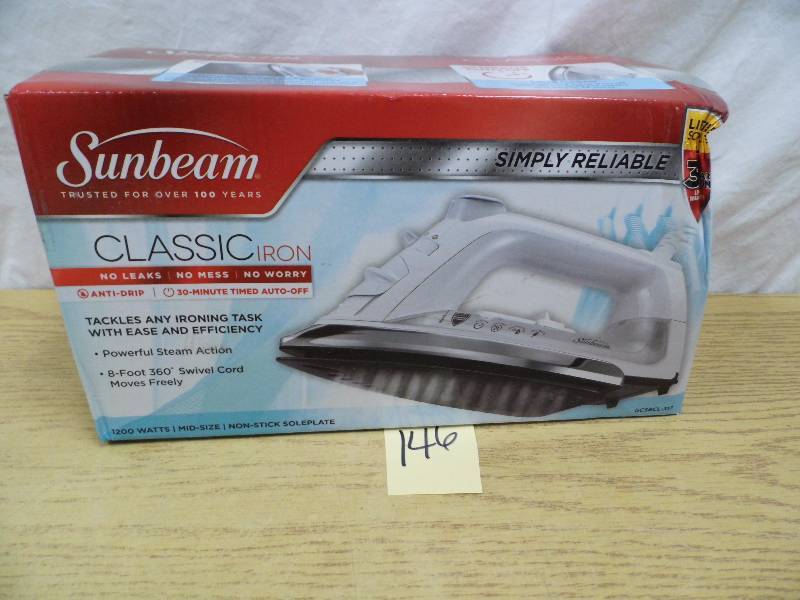 Sunbeam
TRUSTED FOR OVER 100 YEARS
SIMPLY RELIABLE
CLASSIC IRON
NO LEAKS | NO MESS | NO WORRY
ANTI-DRIP | 30-MINUTE TIMED AUTO-OFF
TACKLES ANY IRONING TASK
WITH EASE AND EFFICIENCY
• Powerful Steam Action
• 8-Foot 360° Swivel Cord
Moves Freely
1200 WATTS | MID-SIZE | NON-STICK SOLEPLATE
Sunbeam
3
146